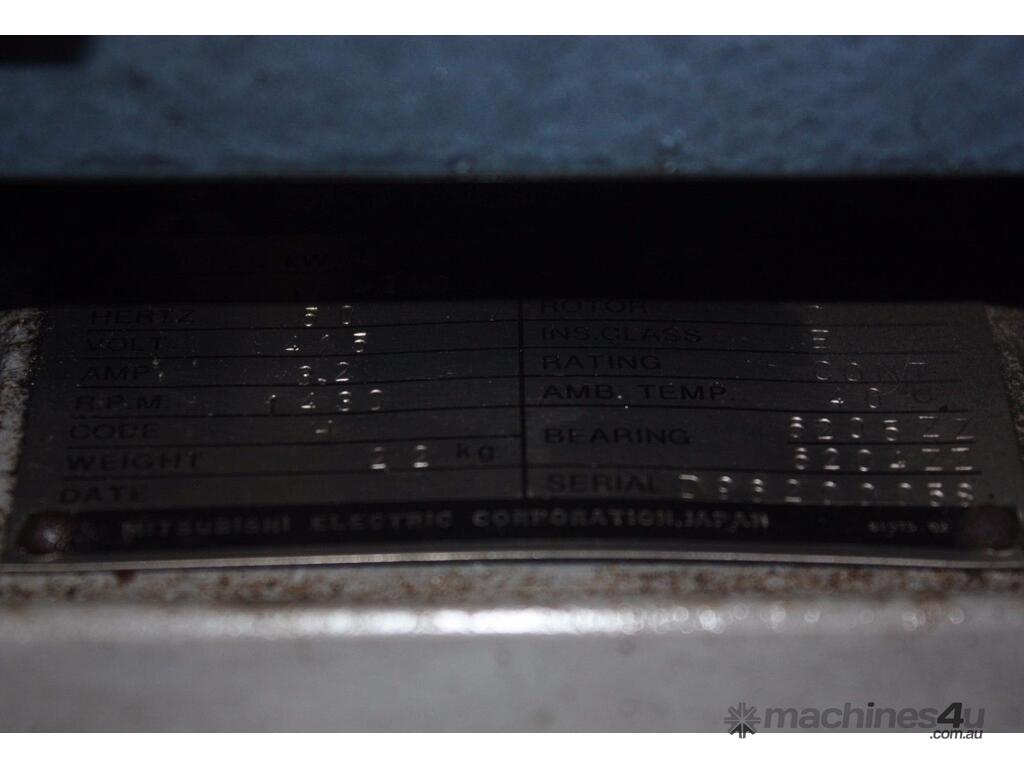 kW
HERTZ 50
VOLT 415
AMP 3.2
R.P.M 1430
CODE -
WEIGHT 22 kg
DATE
ROTOR -
INS.CLASS E
RATING CONT
AMB. TEMP. 40 °C
BEARING 6205ZZ
6204ZZ
SERIAL
MITSUBISHI ELECTRIC CORPORATION, JAPAN
machines4u
.com.au